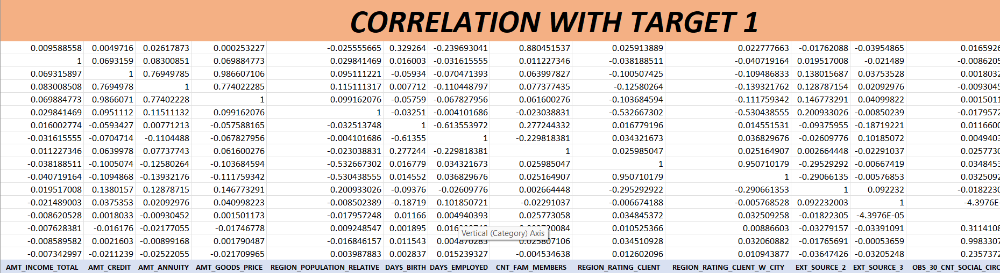 CORRELATION WITH TARGET 1
0.009588558 0.0049716 0.02617873 0.000253227 -0.025555665 0.329264 -0.239693041 0.880451537 0.025913889 0.022777663 -0.01762088 -0.03954865 0.0165926
1 0.0693159 0.08300851 0.069884773 0.029841469 0.016003 -0.031615555 0.011227346 -0.038188511 -0.040719164 0.019517008 -0.021489 -0.0086205
0.069315897 1 0.76949785 0.986607106 0.095111221 -0.05934 -0.070471393 0.063997827 -0.100507425 -0.109486833 0.138015687 0.03753528 0.0018032
0.083008508 0.7694978 1 0.774022285 0.115111317 0.007712 -0.110448797 0.077377435 -0.12580264 -0.139321762 0.128787154 0.02092976 -0.0093045
0.069884773 0.9866071 0.77402228 1 0.099162076 -0.05759 -0.067827956 0.061600276 -0.103684594 -0.111759342 0.146773291 0.04099822 0.0015011
0.029841469 0.0951112 0.11511132 0.099162076 1 -0.03251 -0.004101686 -0.023038831 -0.532667302 -0.530438555 0.200933026 -0.00850239 -0.0179572
0.016002774 -0.0593427 0.00771213 -0.057588165 -0.032513748 1 -0.613553972 0.277244332 0.016779196 0.014551531 -0.09375955 -0.18719221 0.0116600
-0.031615555 -0.0704714 -0.1104488 -0.067827956 -0.004101686 -0.61355 1 -0.229818381 0.034321673 0.036829676 -0.02609776 0.10185072 0.0049403
0.011227346 0.0639978 0.07737743 0.061600276 -0.023038831 0.277244 -0.229818381 1 0.025985047 0.025164907 0.002664448 -0.02291037 0.0257730
-0.038188511 -0.1005074 -0.12580264 -0.103684594 -0.532667302 0.016779 0.034321673 0.025985047 1 0.950710179 -0.29529292 -0.00667419 0.0348453
-0.040719164 -0.1094868 -0.13932176 -0.111759342 -0.530438555 0.014552 0.036829676 0.025164907 0.950710179 1 -0.29066135 -0.00576853 0.0325092
0.019517008 0.1380157 0.12878715 0.146773291 0.200933026 -0.09376 -0.02609776 0.002664448 -0.295292922 -0.290661353 1 0.092232 -0.0182230
-0.021489003 0.0375353 0.02092976 0.040998223 -0.008502389 -0.18719 0.101850721 -0.02291037 -0.006674188 -0.005768528 0.092232003 1 -4.3976E-
-0.008620528 0.0018033 -0.00930452 0.001501173 -0.017957248 0.01166 0.004940393 0.025773058 0.034845372 0.032509258 -0.01822305 -4.3976E-05
-0.007628381 -0.016176 -0.02177055 -0.01746778 0.009248547 0.001895 0.010525366 0.00886603 -0.03279157 -0.03391091 0.3114108
Vertical (Category) Axis
-0.008589582 0.0021603 -0.00899168 0.001790487 -0.016846157 0.011543 0.004870283 0.025807106 0.034510928 0.032060882 -0.01765691 -0.00053659 0.9983307
-0.007342997 -0.0211239 -0.02522055 -0.021709965 0.003987883 0.002837 0.015239327 -0.004534638 0.012602096 0.010943877 -0.03647426 -0.03205248 0.2357372
AMT_INCOME_TOTAL AMT_CREDIT AMT_ANNUITY AMT_GOODS_PRICE REGION_POPULATION_RELATIVE DAYS_BIRTH DAYS_EMPLOYED CNT_FAM_MEMBERS REGION_RATING_CLIENT REGION_RATING_CLIENT_W_CITY EXT_SOURCE_2 EXT_SOURCE_3 OBS_30_CNT_SOCIAL_CIRC